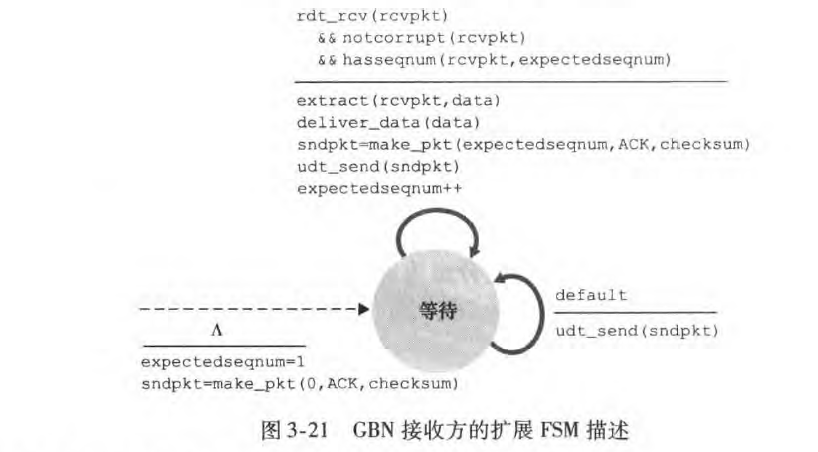 rdt_rcv(rcvpkt)
&& notcorrupt(rcvpkt)
&& hasseqnum(rcvpkt,expectedseqnum)
extract(rcvpkt,data)
deliver_data(data)
sndpkt=make_pkt(expectedseqnum,ACK,checksum)
udt_send(sndpkt)
expectedseqnum++
等待
default
udt_send(sndpkt)
Λ
expectedseqnum=1
sndpkt=make_pkt(0,ACK,checksum)
图 3-21 GBN 接收方的扩展 FSM 描述